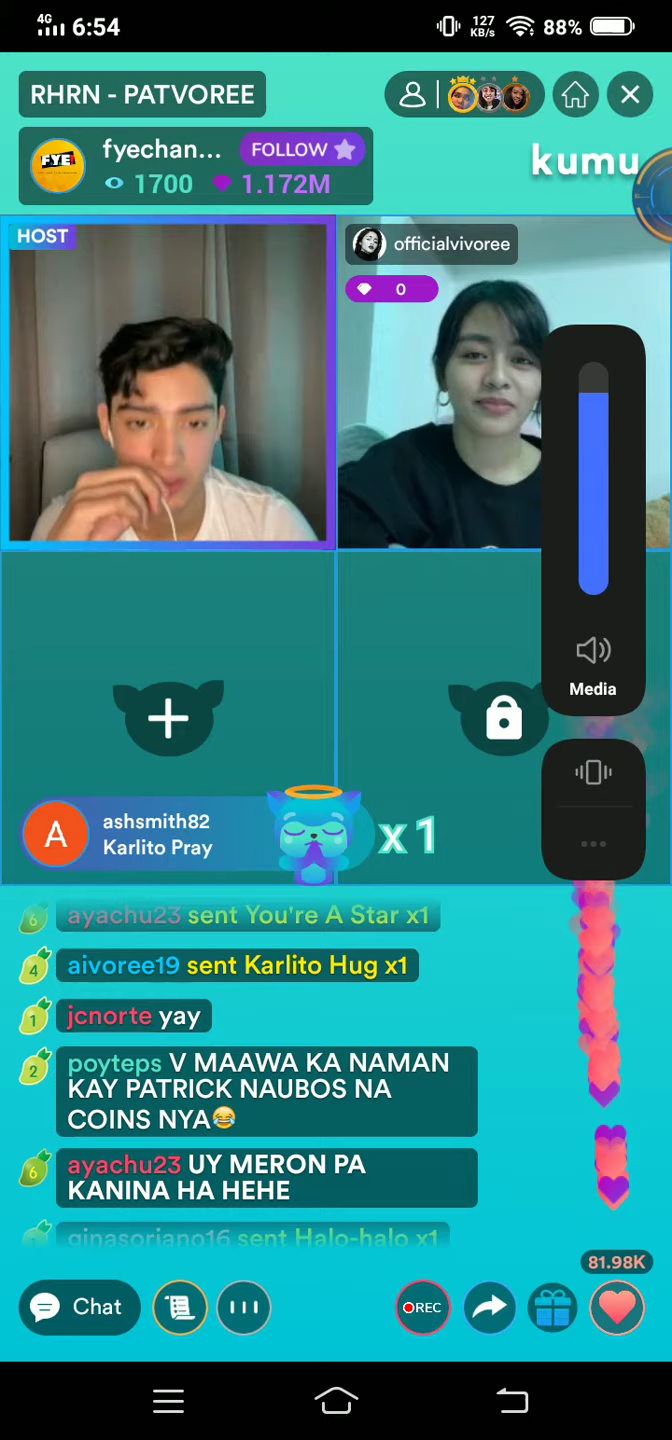 4G 6:54 127 KB/s 88%
RHRN - PATVOREE
fyechan... FOLLOW
FYE
1700 1.172M
kumu
HOST
officialvivoree
0
Media
A ashsmith82
Karlito Pray
x 1
6 ayachu23 sent You're A Star x1
4 aivoree19 sent Karlito Hug x1
1 jcnorte yay
2 poyteps V MAAWA KA NAMAN
KAY PATRICK NAUBOS NA
COINS NYA😂
6 ayachu23 UY MERON PA
KANINA HA HEHE
ginasoriano16 sent Halo-halo x1
81.98K
Chat REC